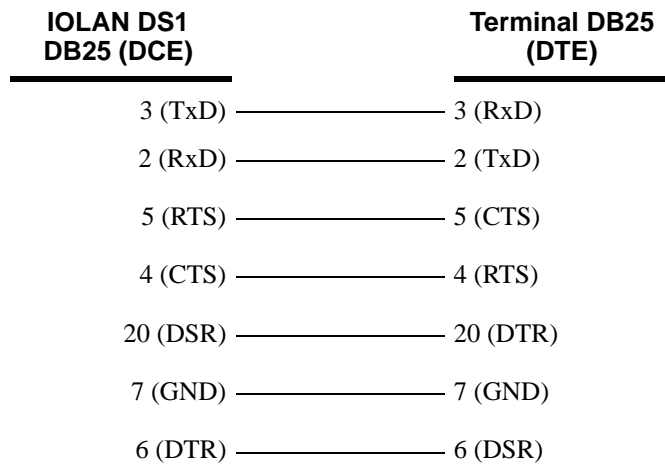 IOLAN DS1
DB25 (DCE)
Terminal DB25
(DTE)
3 (TxD) 3 (RxD)
2 (RxD) 2 (TxD)
5 (RTS) 5 (CTS)
4 (CTS) 4 (RTS)
20 (DSR) 20 (DTR)
7 (GND) 7 (GND)
6 (DTR) 6 (DSR)